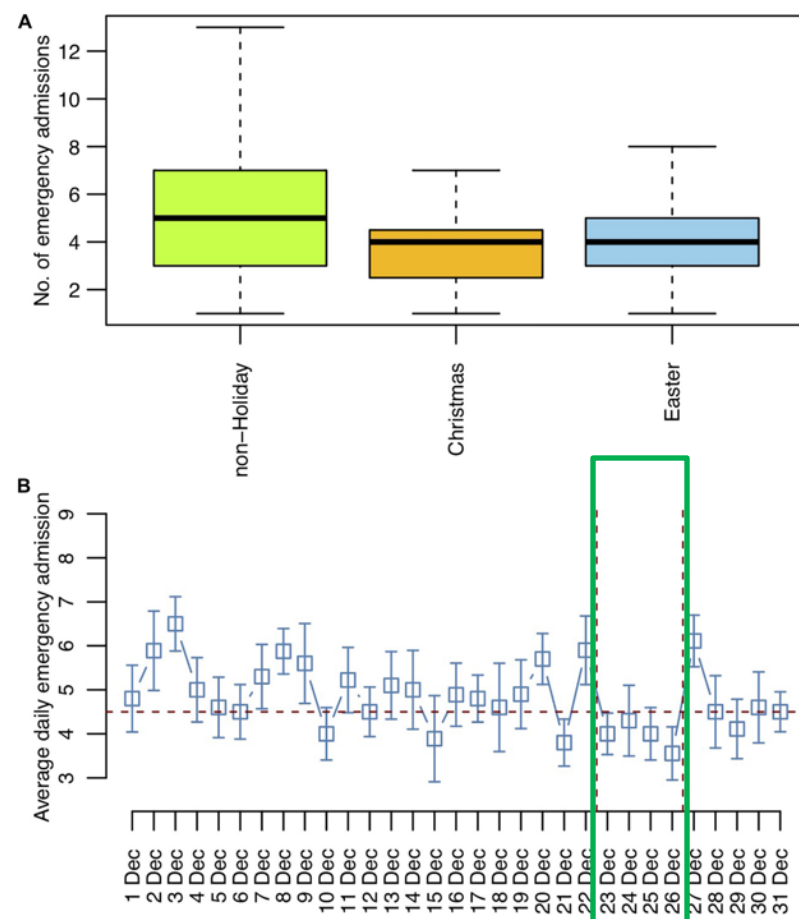 A
No. of emergency admissions
12
10
8
6
4
2
non-Holiday
Christmas
Easter
B
Average daily emergency admission
9
8
7
6
5
4
3
1 Dec
2 Dec
3 Dec
4 Dec
5 Dec
6 Dec
7 Dec
8 Dec
9 Dec
10 Dec
11 Dec
12 Dec
13 Dec
14 Dec
15 Dec
16 Dec
17 Dec
18 Dec
19 Dec
20 Dec
21 Dec
22 Dec
23 Dec
24 Dec
25 Dec
26 Dec
27 Dec
28 Dec
29 Dec
30 Dec
31 Dec